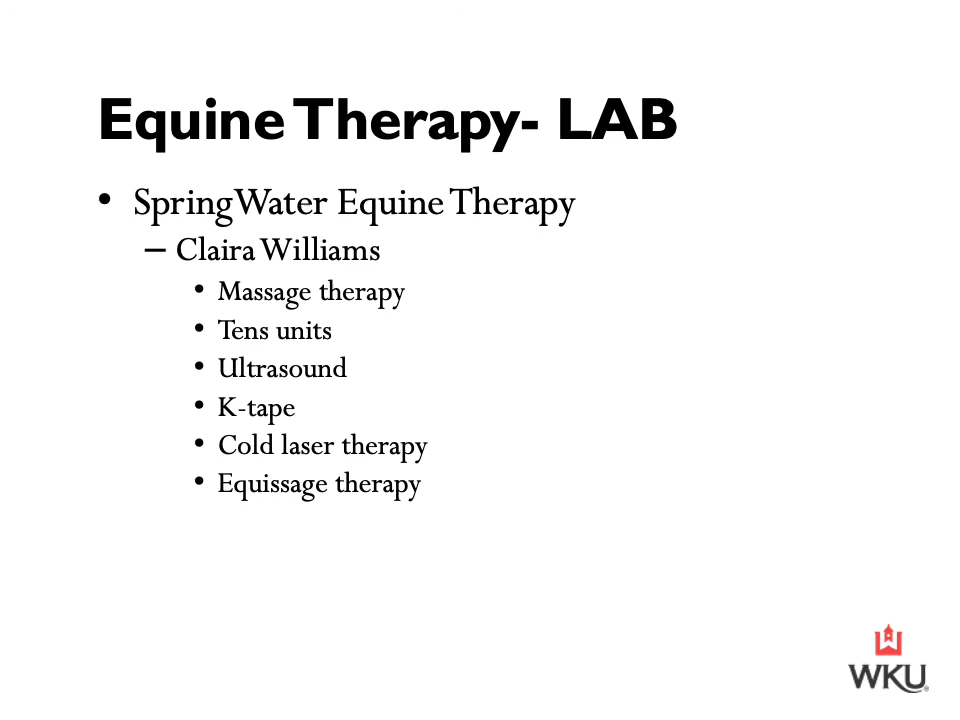 Equine Therapy- LAB
• SpringWater Equine Therapy
– Claira Williams
• Massage therapy
• Tens units
• Ultrasound
• K-tape
• Cold laser therapy
• Equissage therapy
WKU®